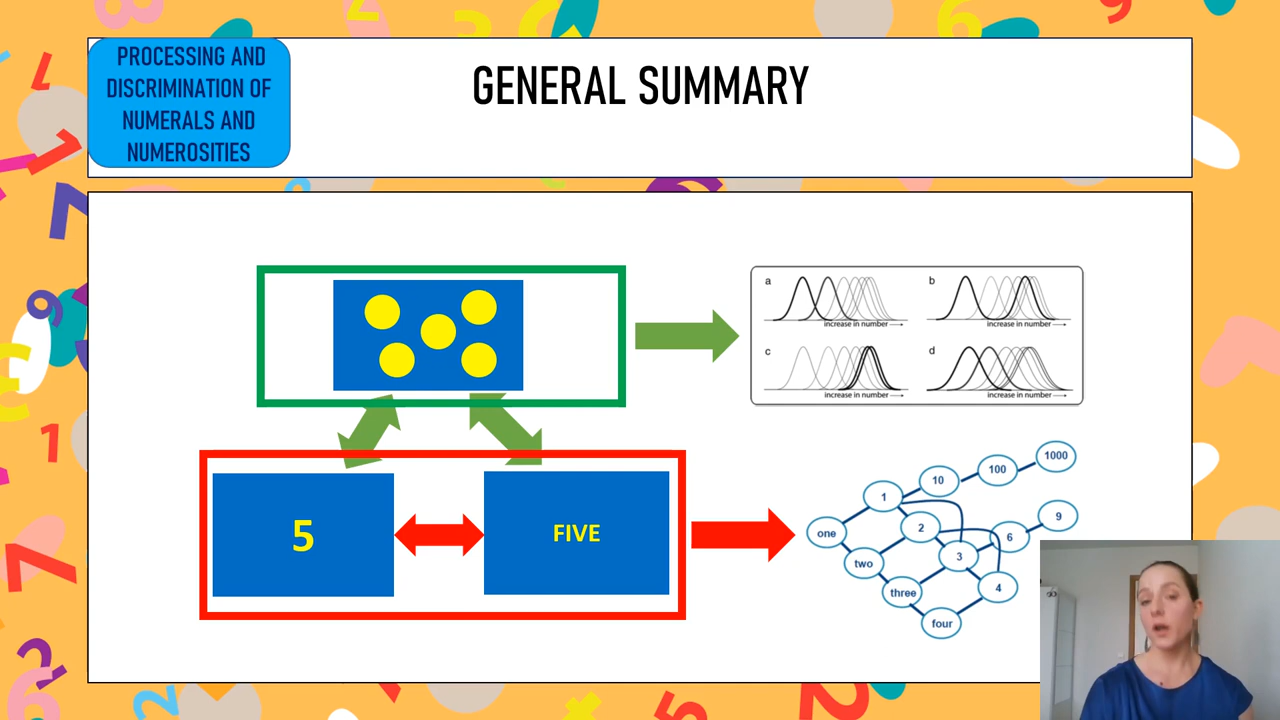 PROCESSING AND
DISCRIMINATION OF
NUMERALS AND
NUMEROSITIES
GENERAL SUMMARY
a
increase in number
b
increase in number
c
increase in number
d
increase in number
5
FIVE
1000
100
10
1
9
2
6
one
3
two
4
three
four